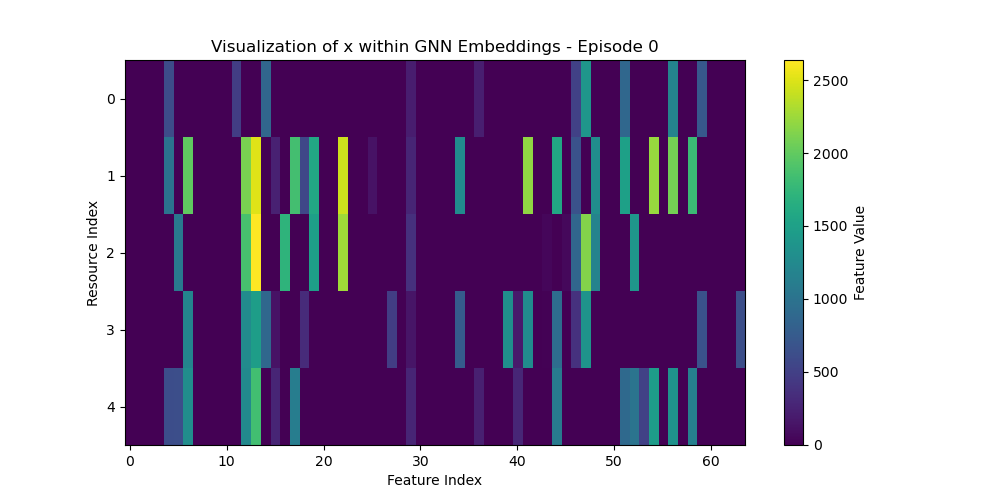 Visualization of x within GNN Embeddings - Episode 0
Resource Index
0
1
2
3
4
0 10 20 30 40 50 60
Feature Index
2500
2000
1500
1000
500
0
Feature Value